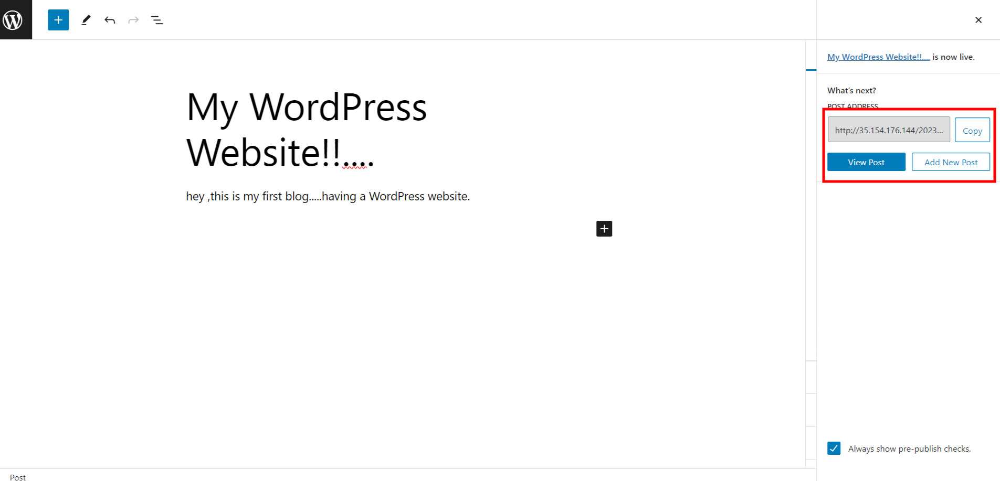 My WordPress Website!!.... is now live.
My WordPress
Website!!....
hey ,this is my first blog.....having a WordPress website.
What's next?
POST ADDRESS
http://35.154.176.144/2023...
Copy
View Post
Add New Post
Always show pre-publish checks.
Post